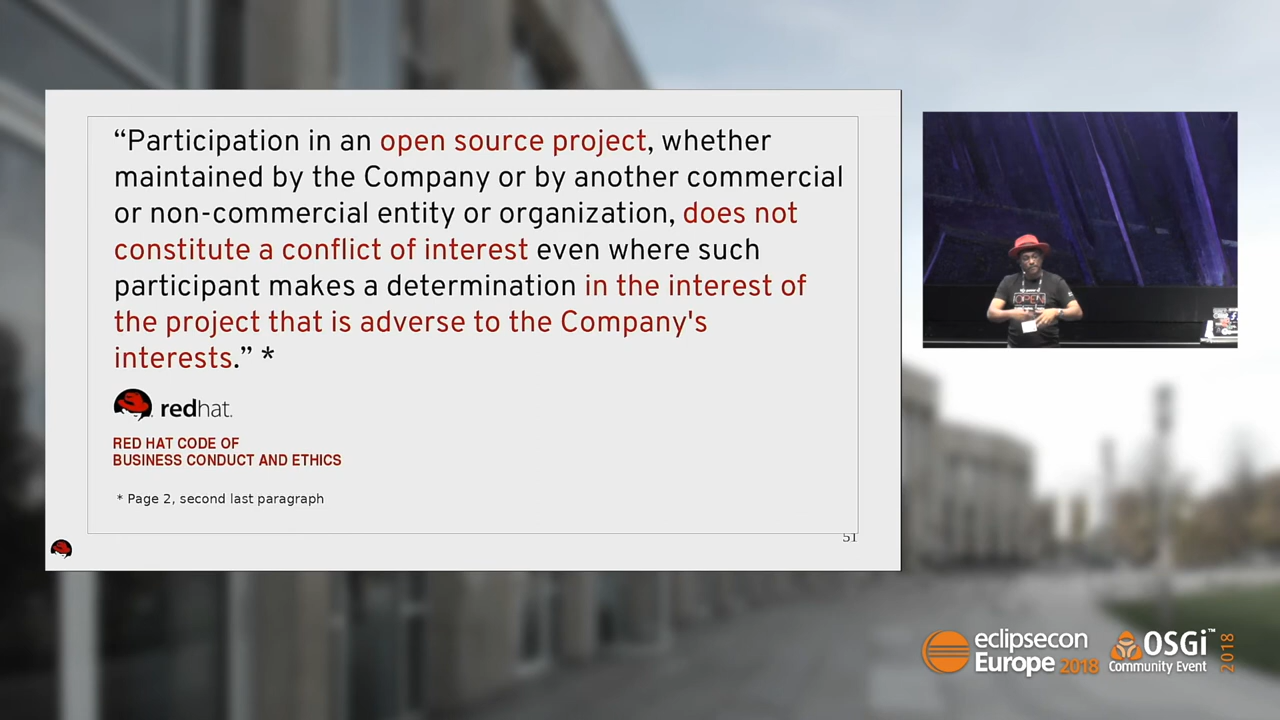 “Participation in an open source project, whether
maintained by the Company or by another commercial
or non-commercial entity or organization, does not
constitute a conflict of interest even where such
participant makes a determination in the interest of
the project that is adverse to the Company's
interests.” *
redhat.
RED HAT CODE OF
BUSINESS CONDUCT AND ETHICS
* Page 2, second last paragraph
51
OPEN
eclipsecon
Europe 2018
OSGi™
Community Event
2018